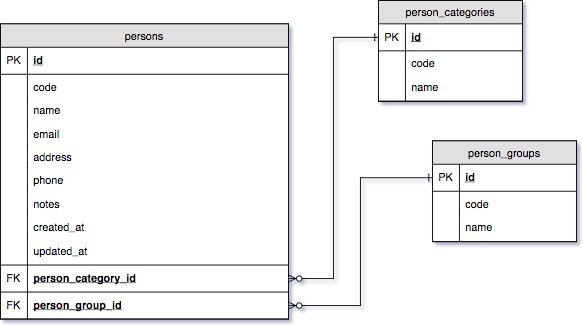 persons
PK id
code
name
email
address
phone
notes
created_at
updated_at
FK person_category_id
FK person_group_id
person_categories
PK id
code
name
person_groups
PK id
code
name